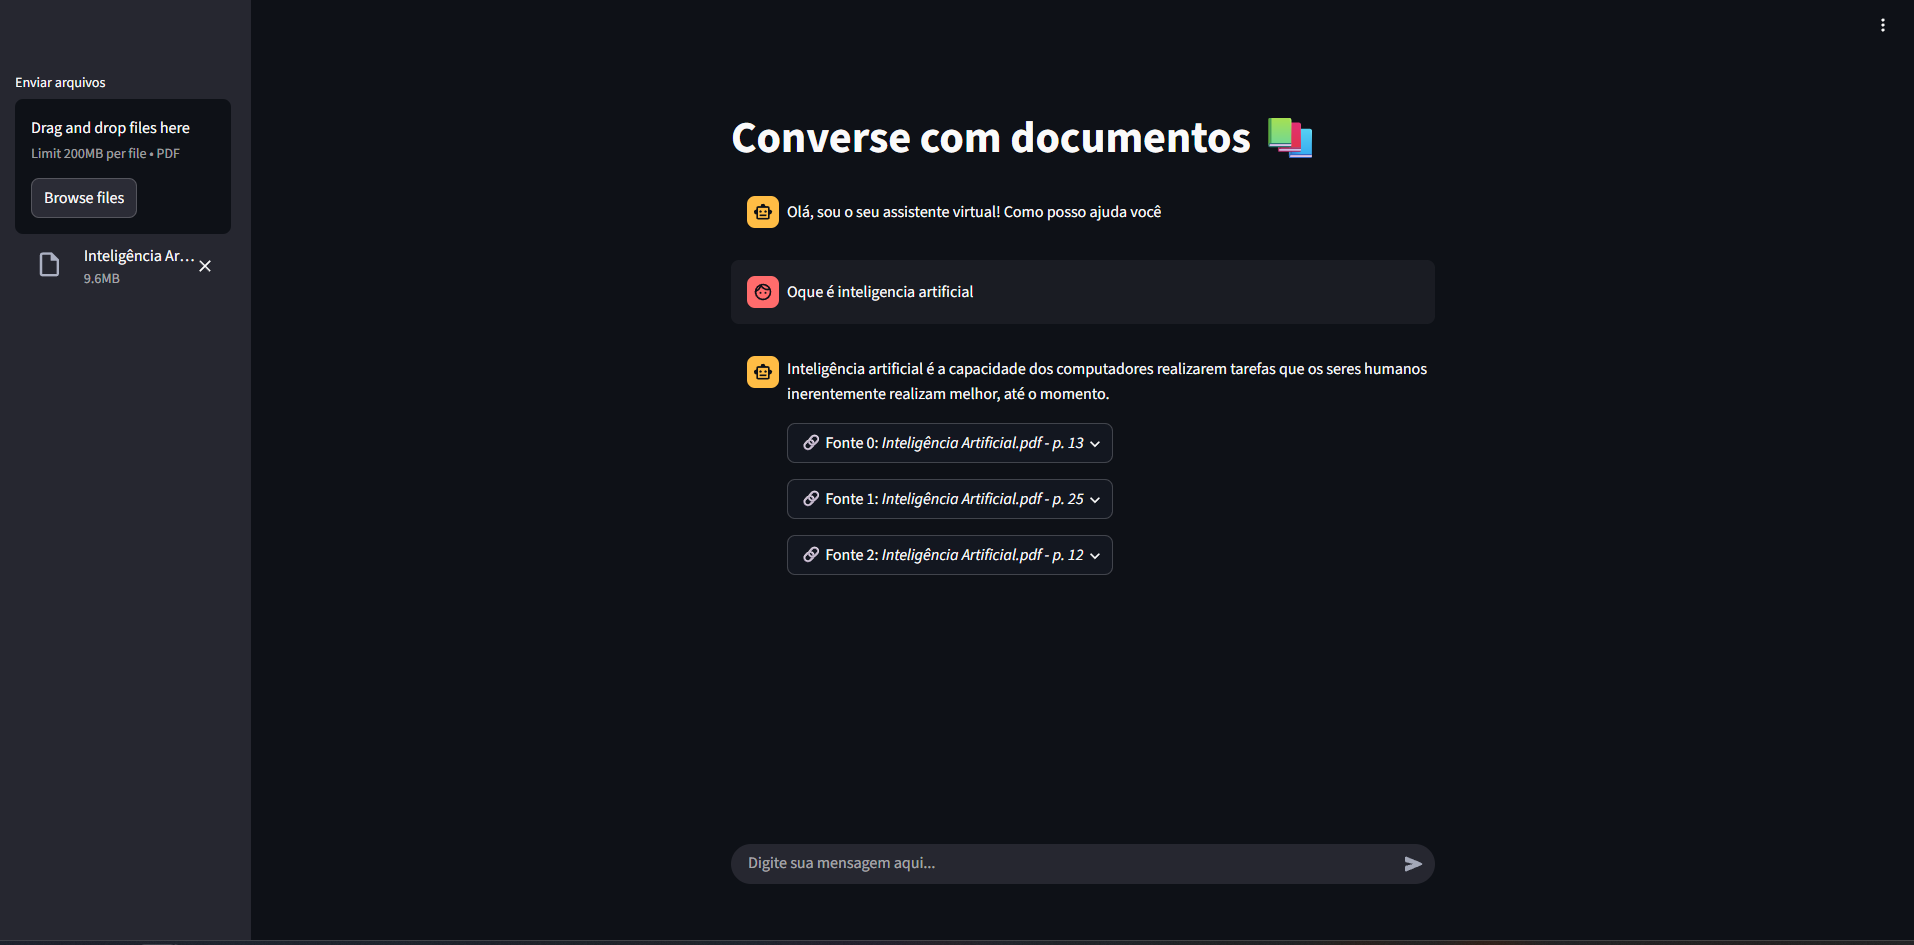 Enviar arquivos
Drag and drop files here
Limit 200MB per file • PDF
Browse files
Inteligência Ar...
9.6MB
Converse com documentos
Olá, sou o seu assistente virtual! Como posso ajuda você
Oque é inteligencia artificial
Inteligência artificial é a capacidade dos computadores realizarem tarefas que os seres humanos
inerentemente realizam melhor, até o momento.
Fonte 0: Inteligência Artificial.pdf - p. 13
Fonte 1: Inteligência Artificial.pdf - p. 25
Fonte 2: Inteligência Artificial.pdf - p. 12
Digite sua mensagem aqui...